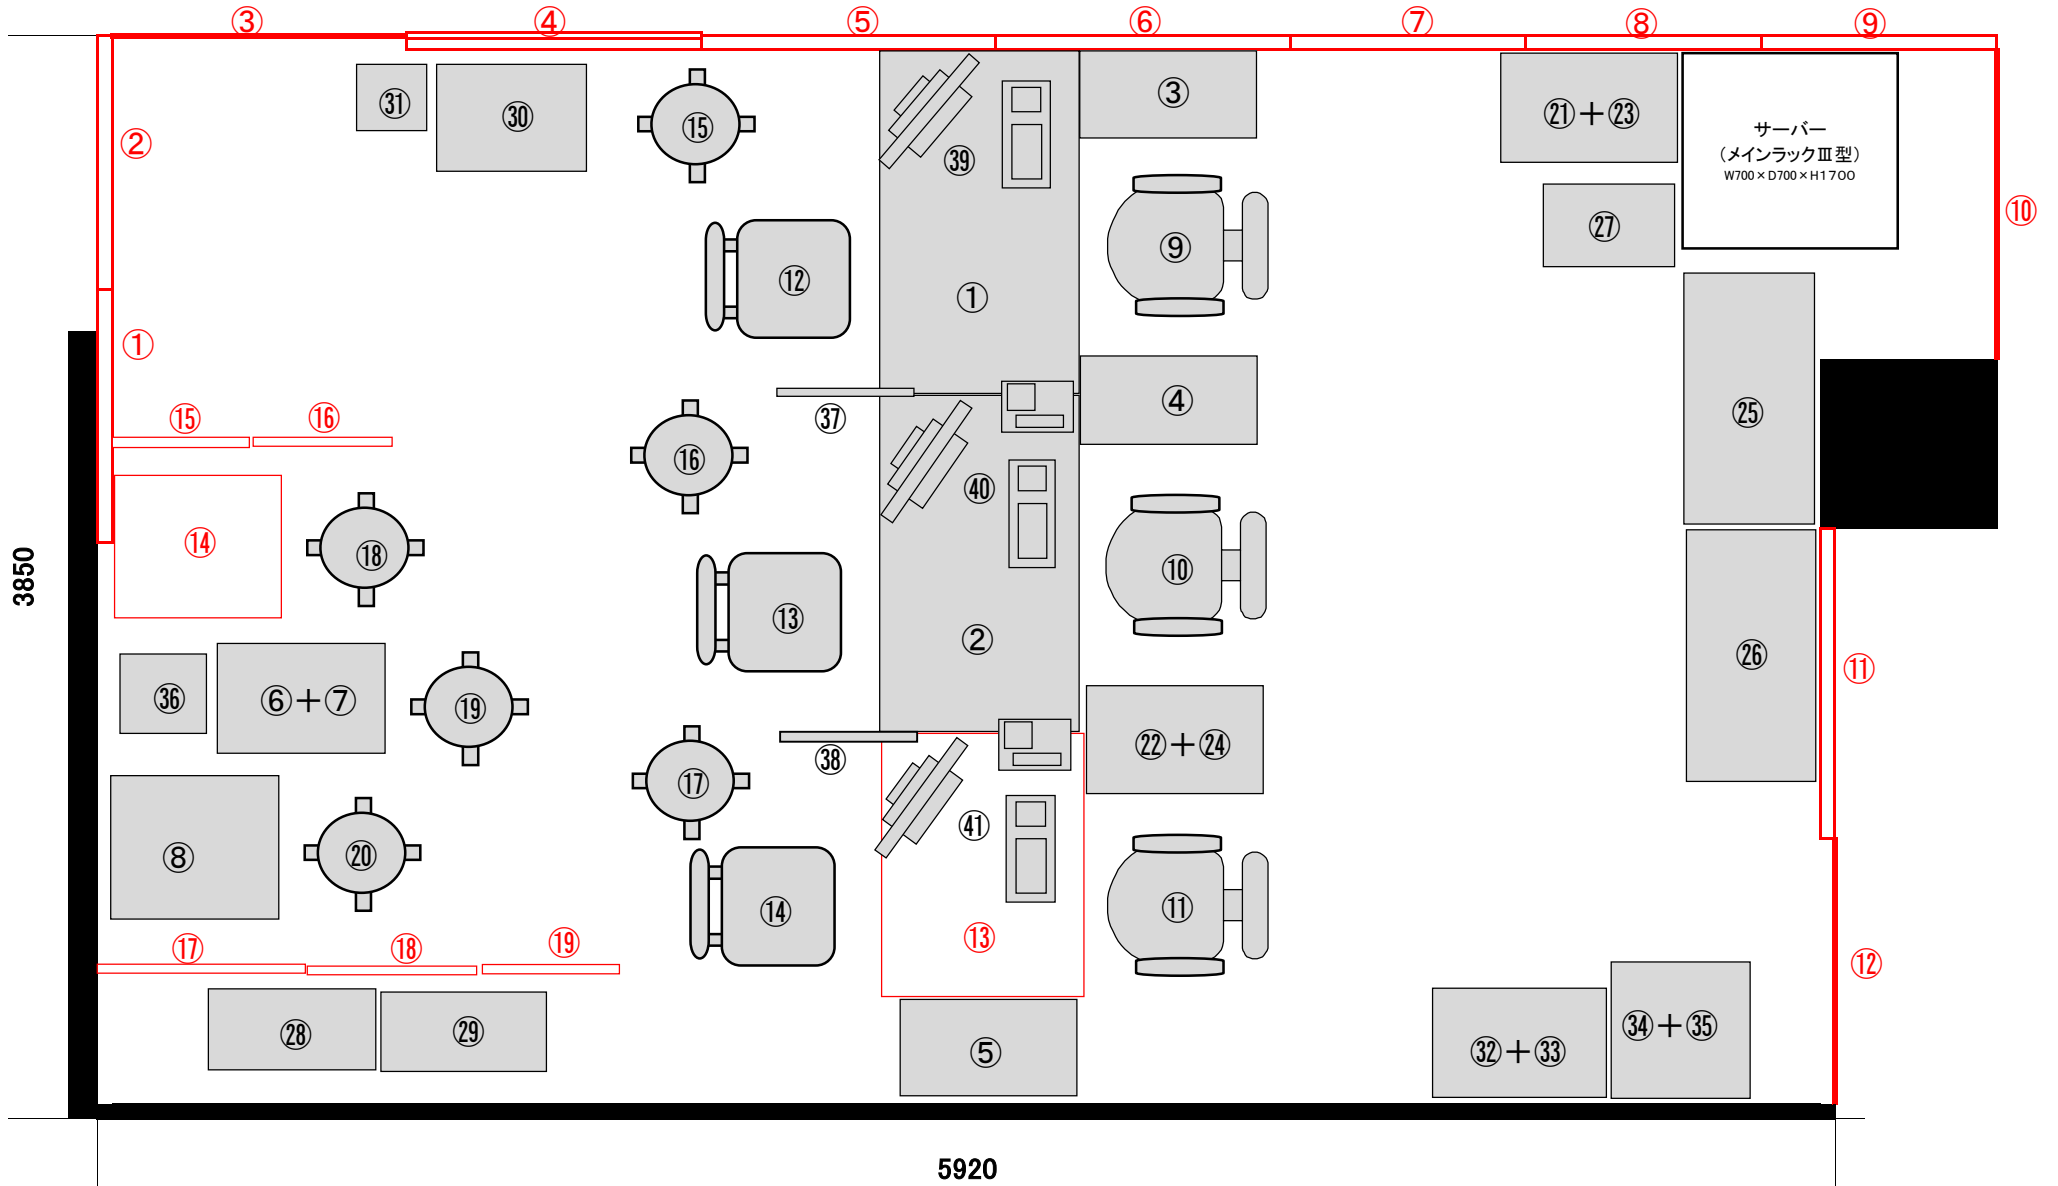 ③ ④ ⑤ ⑥ ⑦ ⑧ ⑨
② ㉛ ㉚ ⑮ ㊴ ③ ㉑+㉓
サーバー
(メインラックⅢ型)
W700×D700×H1700
⑩
⑫ ① ⑨ ㉗
①
⑮ ⑯ ㊲ ④ ㉕
⑭ ⑱ ⑯ ㊵ ⑩
3850
⑬ ② ㉖ ⑪
㊱ ⑥+⑦ ⑲
㊳ ㉒+㉔
⑧ ⑳ ⑰ ㊶
⑭ ⑬ ⑪
⑰ ⑱ ⑲ ⑫
㉘ ㉙ ⑤ ㉜+㉝ ㉞+㉟
5920